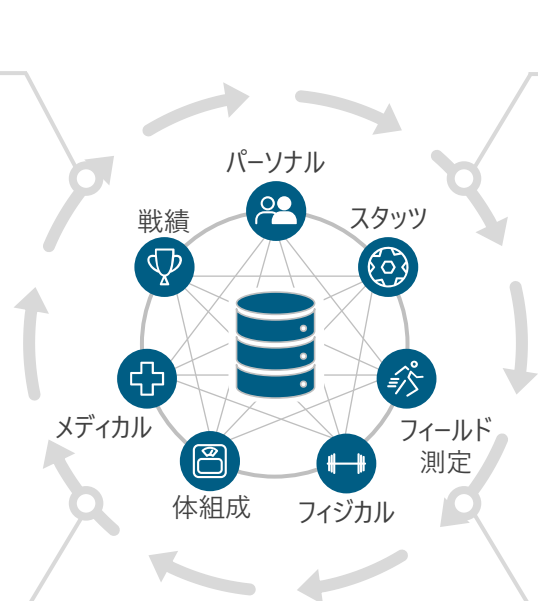 パーソナル
戦績
スタッツ
メディカル
フィールド
測定
体組成
フィジカル